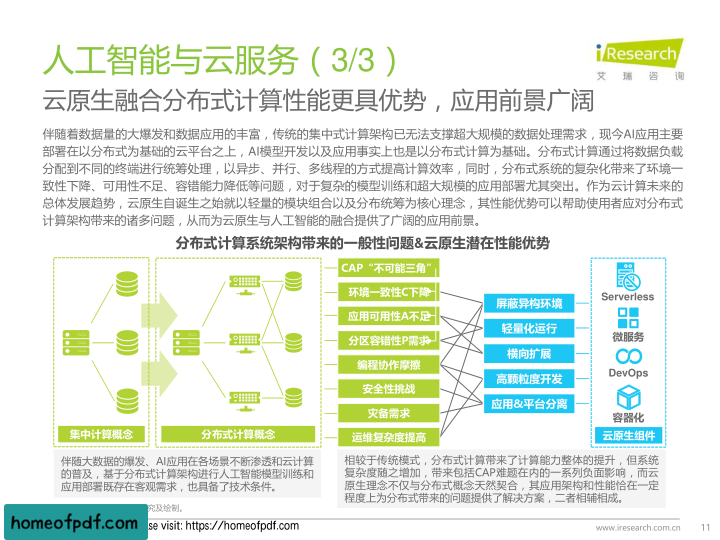 人工智能与云服务（3/3）
iResearch
艾 瑞 咨 询
云原生融合分布式计算性能更具优势，应用前景广阔
伴随着数据量的大爆发和数据应用的丰富，传统的集中式计算架构已无法支撑超大规模的数据处理需求，现今AI应用主要
部署在以分布式为基础的云平台之上，AI模型开发以及应用事实上也是以分布式计算为基础。分布式计算通过将数据负载
分配到不同的终端进行统筹处理，以异步、并行、多线程的方式提高计算效率，同时，分布式系统的复杂化带来了环境一
致性下降、可用性不足、容错能力降低等问题，对于复杂的模型训练和超大规模的应用部署尤其突出。作为云计算未来的
总体发展趋势，云原生自诞生之始就以轻量的模块组合以及分布统筹为核心理念，其性能优势可以帮助使用者应对分布式
计算架构带来的诸多问题，从而为云原生与人工智能的融合提供了广阔的应用前景。
分布式计算系统架构带来的一般性问题&云原生潜在性能优势
集中计算概念
分布式计算概念
CAP“不可能三角”
环境一致性C下降
应用可用性A不足
分区容错性P需求
编程协作摩擦
安全性挑战
灾备需求
运维复杂度提高
屏蔽异构环境
轻量化运行
横向扩展
高颗粒度开发
应用&平台分离
Serverless
微服务
DevOps
容器化
云原生组件
伴随大数据的爆发、AI应用在各场景不断渗透和云计算
的普及，基于分布式计算架构进行人工智能模型训练和
应用部署既存在客观需求，也具备了技术条件。
相较于传统模式，分布式计算带来了计算能力整体的提升，但系统
复杂度随之增加，带来包括CAP难题在内的一系列负面影响，而云
原生理念不仅与分布式概念天然契合，其应用架构和性能恰在一定
程度上为分布式带来的问题提供了解决方案，二者相辅相成。
究及绘制。
homeofpdf.com
se visit: https://homeofpdf.com
www.iresearch.com.cn
11